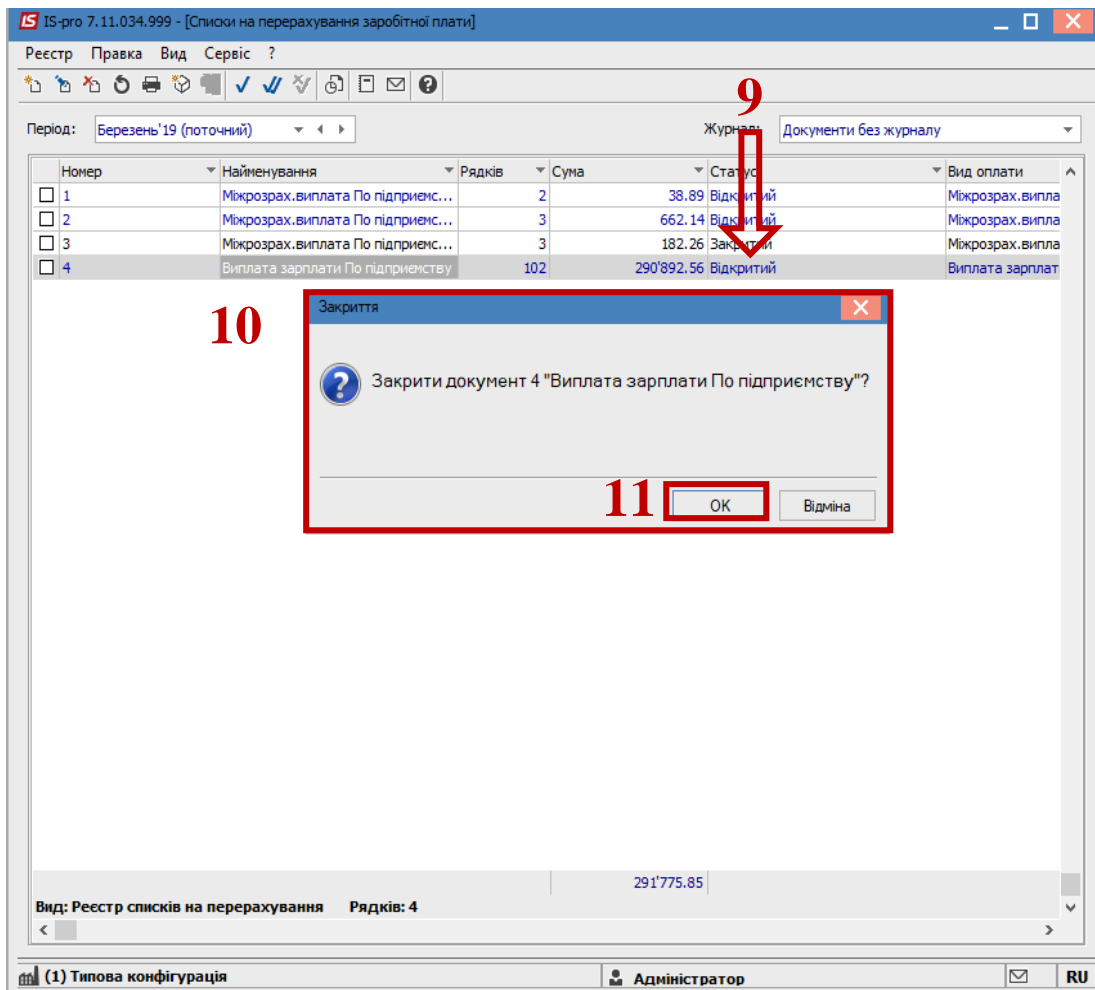 IS-pro 7.11.034.999 - [Списки на перерахування заробітної плати]
Реєстр Правка Вид Сервіс ?
9
Період: Березень'19 (поточний) Журнал: Документи без журналу
Номер Найменування Рядків Сума Статус Вид оплати
1 Міжрозрах.виплата По підприємс... 2 38.89 Відкритий Міжрозрах.випла
2 Міжрозрах.виплата По підприємс... 3 662.14 Відкритий Міжрозрах.випла
3 Міжрозрах.виплата По підприємс... 3 182.26 Закритий Міжрозрах.випла
4 Виплата зарплати По підприємству 102 290'892.56 Відкритий Виплата зарплат
10
Закриття
Закрити документ 4 "Виплата зарплати По підприємству"?
11
OK Відміна
291'775.85
Вид: Реєстр списків на перерахування Рядків: 4
(1) Типова конфігурація Адміністратор RU